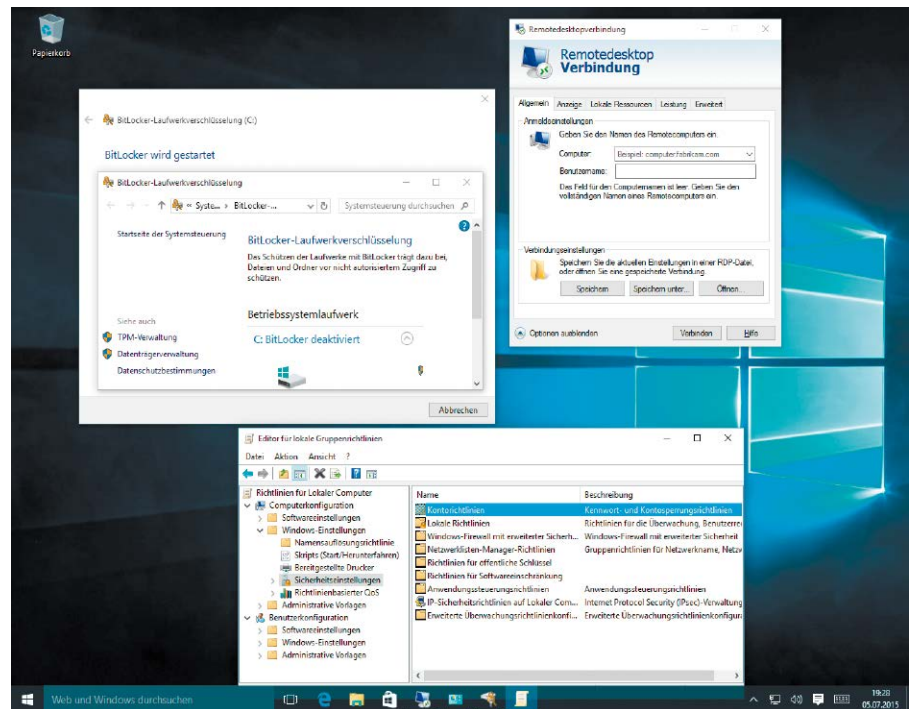 Papierkorb
BitLocker-Laufwerkverschlüsselung (C:)
BitLocker wird gestartet
BitLocker-Laufwerkverschlüsselung
« Syste... › BitLocker-...
Systemsteuerung durchsuchen
Startseite der Systemsteuerung
BitLocker-Laufwerkverschlüsselung
Das Schützen der Laufwerke mit BitLocker trägt dazu bei,
Dateien und Ordner vor nicht autorisiertem Zugriff zu
schützen.
Betriebssystemlaufwerk
Siehe auch
TPM-Verwaltung
C: BitLocker deaktiviert
Datenträgerverwaltung
Datenschutzbestimmungen
Abbrechen
Remotedesktopverbindung
Remotedesktop
Verbindung
Allgemein Anzeige Lokale Ressourcen Leistung Erweitert
Anmeldeeinstellungen
Geben Sie den Namen des Remotecomputers ein.
Computer: Beispiel: computer.fabrikam.com
Benutzername:
Das Feld für den Computernamen ist leer. Geben Sie den
vollständigen Namen eines Remotecomputers ein.
Verbindungseinstellungen
Speichern Sie die aktuellen Einstellungen in einer RDP-Datei,
oder öffnen Sie eine gespeicherte Verbindung.
Speichern Speichern unter... Öffnen...
Optionen ausblenden Verbinden Hilfe
Editor für lokale Gruppenrichtlinien
Datei Aktion Ansicht ?
Richtlinien für Lokaler Computer
Computerkonfiguration
Softwareeinstellungen
Windows-Einstellungen
Namensauflösungsrichtlinie
Skripts (Start/Herunterfahren)
Bereitgestellte Drucker
Sicherheitseinstellungen
Richtlinienbasierter QoS
Administrative Vorlagen
Benutzerkonfiguration
Softwareeinstellungen
Windows-Einstellungen
Administrative Vorlagen
Name Beschreibung
Kontorichtlinien Kennwort- und Kontosperrungsrichtlinien
Lokale Richtlinien Richtlinien für die Überwachung, Benutzerre
Windows-Firewall mit erweiterter Sicherh... Windows-Firewall mit erweiterter Sicherheit
Netzwerklisten-Manager-Richtlinien Gruppenrichtlinien für Netzwerkname, Netzw
Richtlinien für öffentliche Schlüssel
Richtlinien für Softwareeinschränkung
Anwendungssteuerungsrichtlinien Anwendungssteuerungsrichtlinien
IP-Sicherheitsrichtlinien auf Lokaler Com... Internet Protocol Security (IPsec)-Verwaltung
Erweiterte Überwachungsrichtlinienkonfi... Erweiterte Überwachungsrichtlinienkonfigura
Web und Windows durchsuchen
19:28
05.07.2015